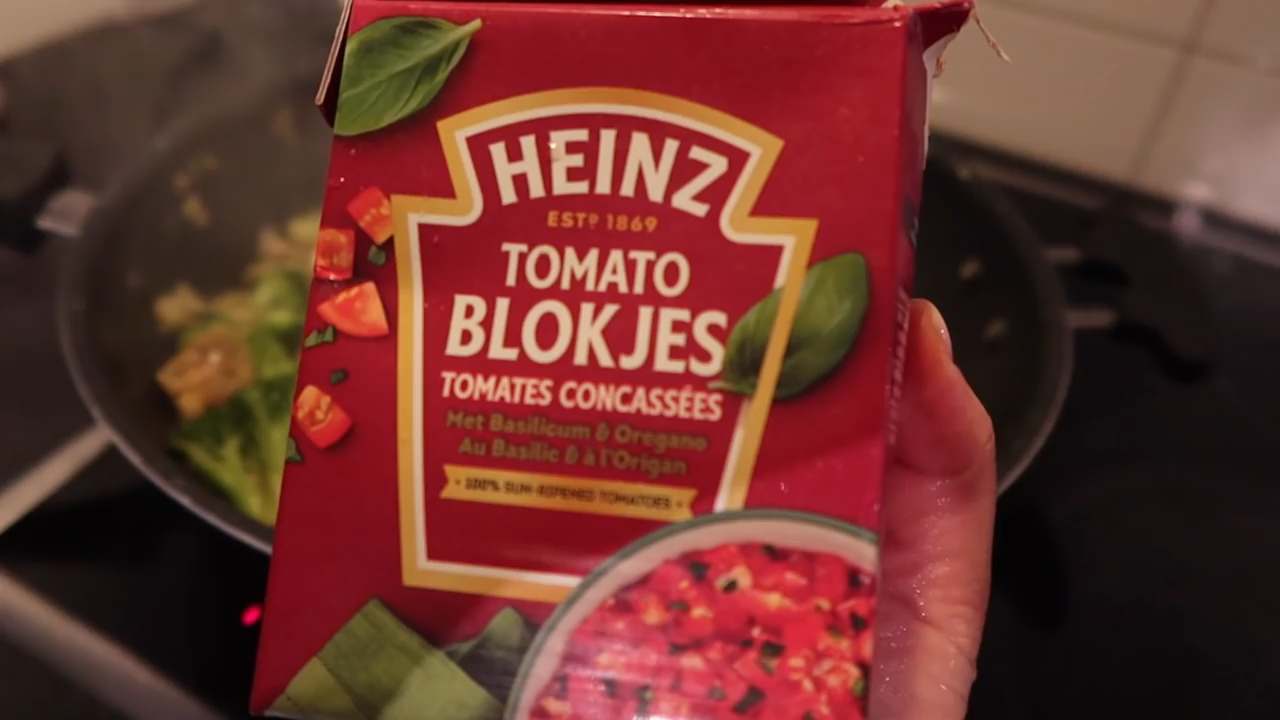 HEINZ
ESTD 1869
TOMATO
BLOKJES
TOMATES CONCASSÉES
Met Basilicum & Oregano
Au Basilic & à l'Origan
• 100% SUN-RIPENED TOMATOES •